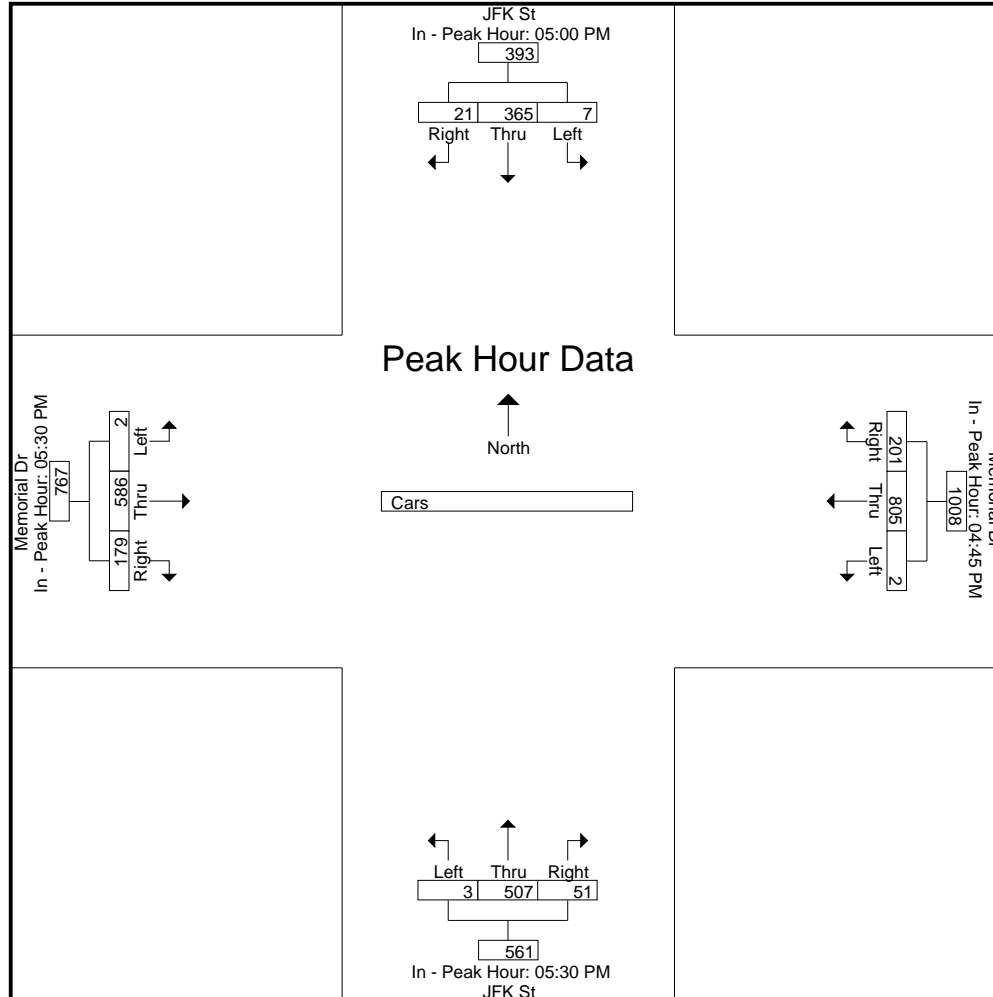 JFK St
In - Peak Hour: 05:00 PM
393
21 365 7
Right Thru Left
Peak Hour Data
North
Cars
Memorial Dr
In - Peak Hour: 05:30 PM
767
2 586 179
Left Thru Right
In - Peak Hour: 04:45 PM
1008
201 805 2
Right Thru Left
Left Thru Right
3 507 51
561
In - Peak Hour: 05:30 PM
JFK St